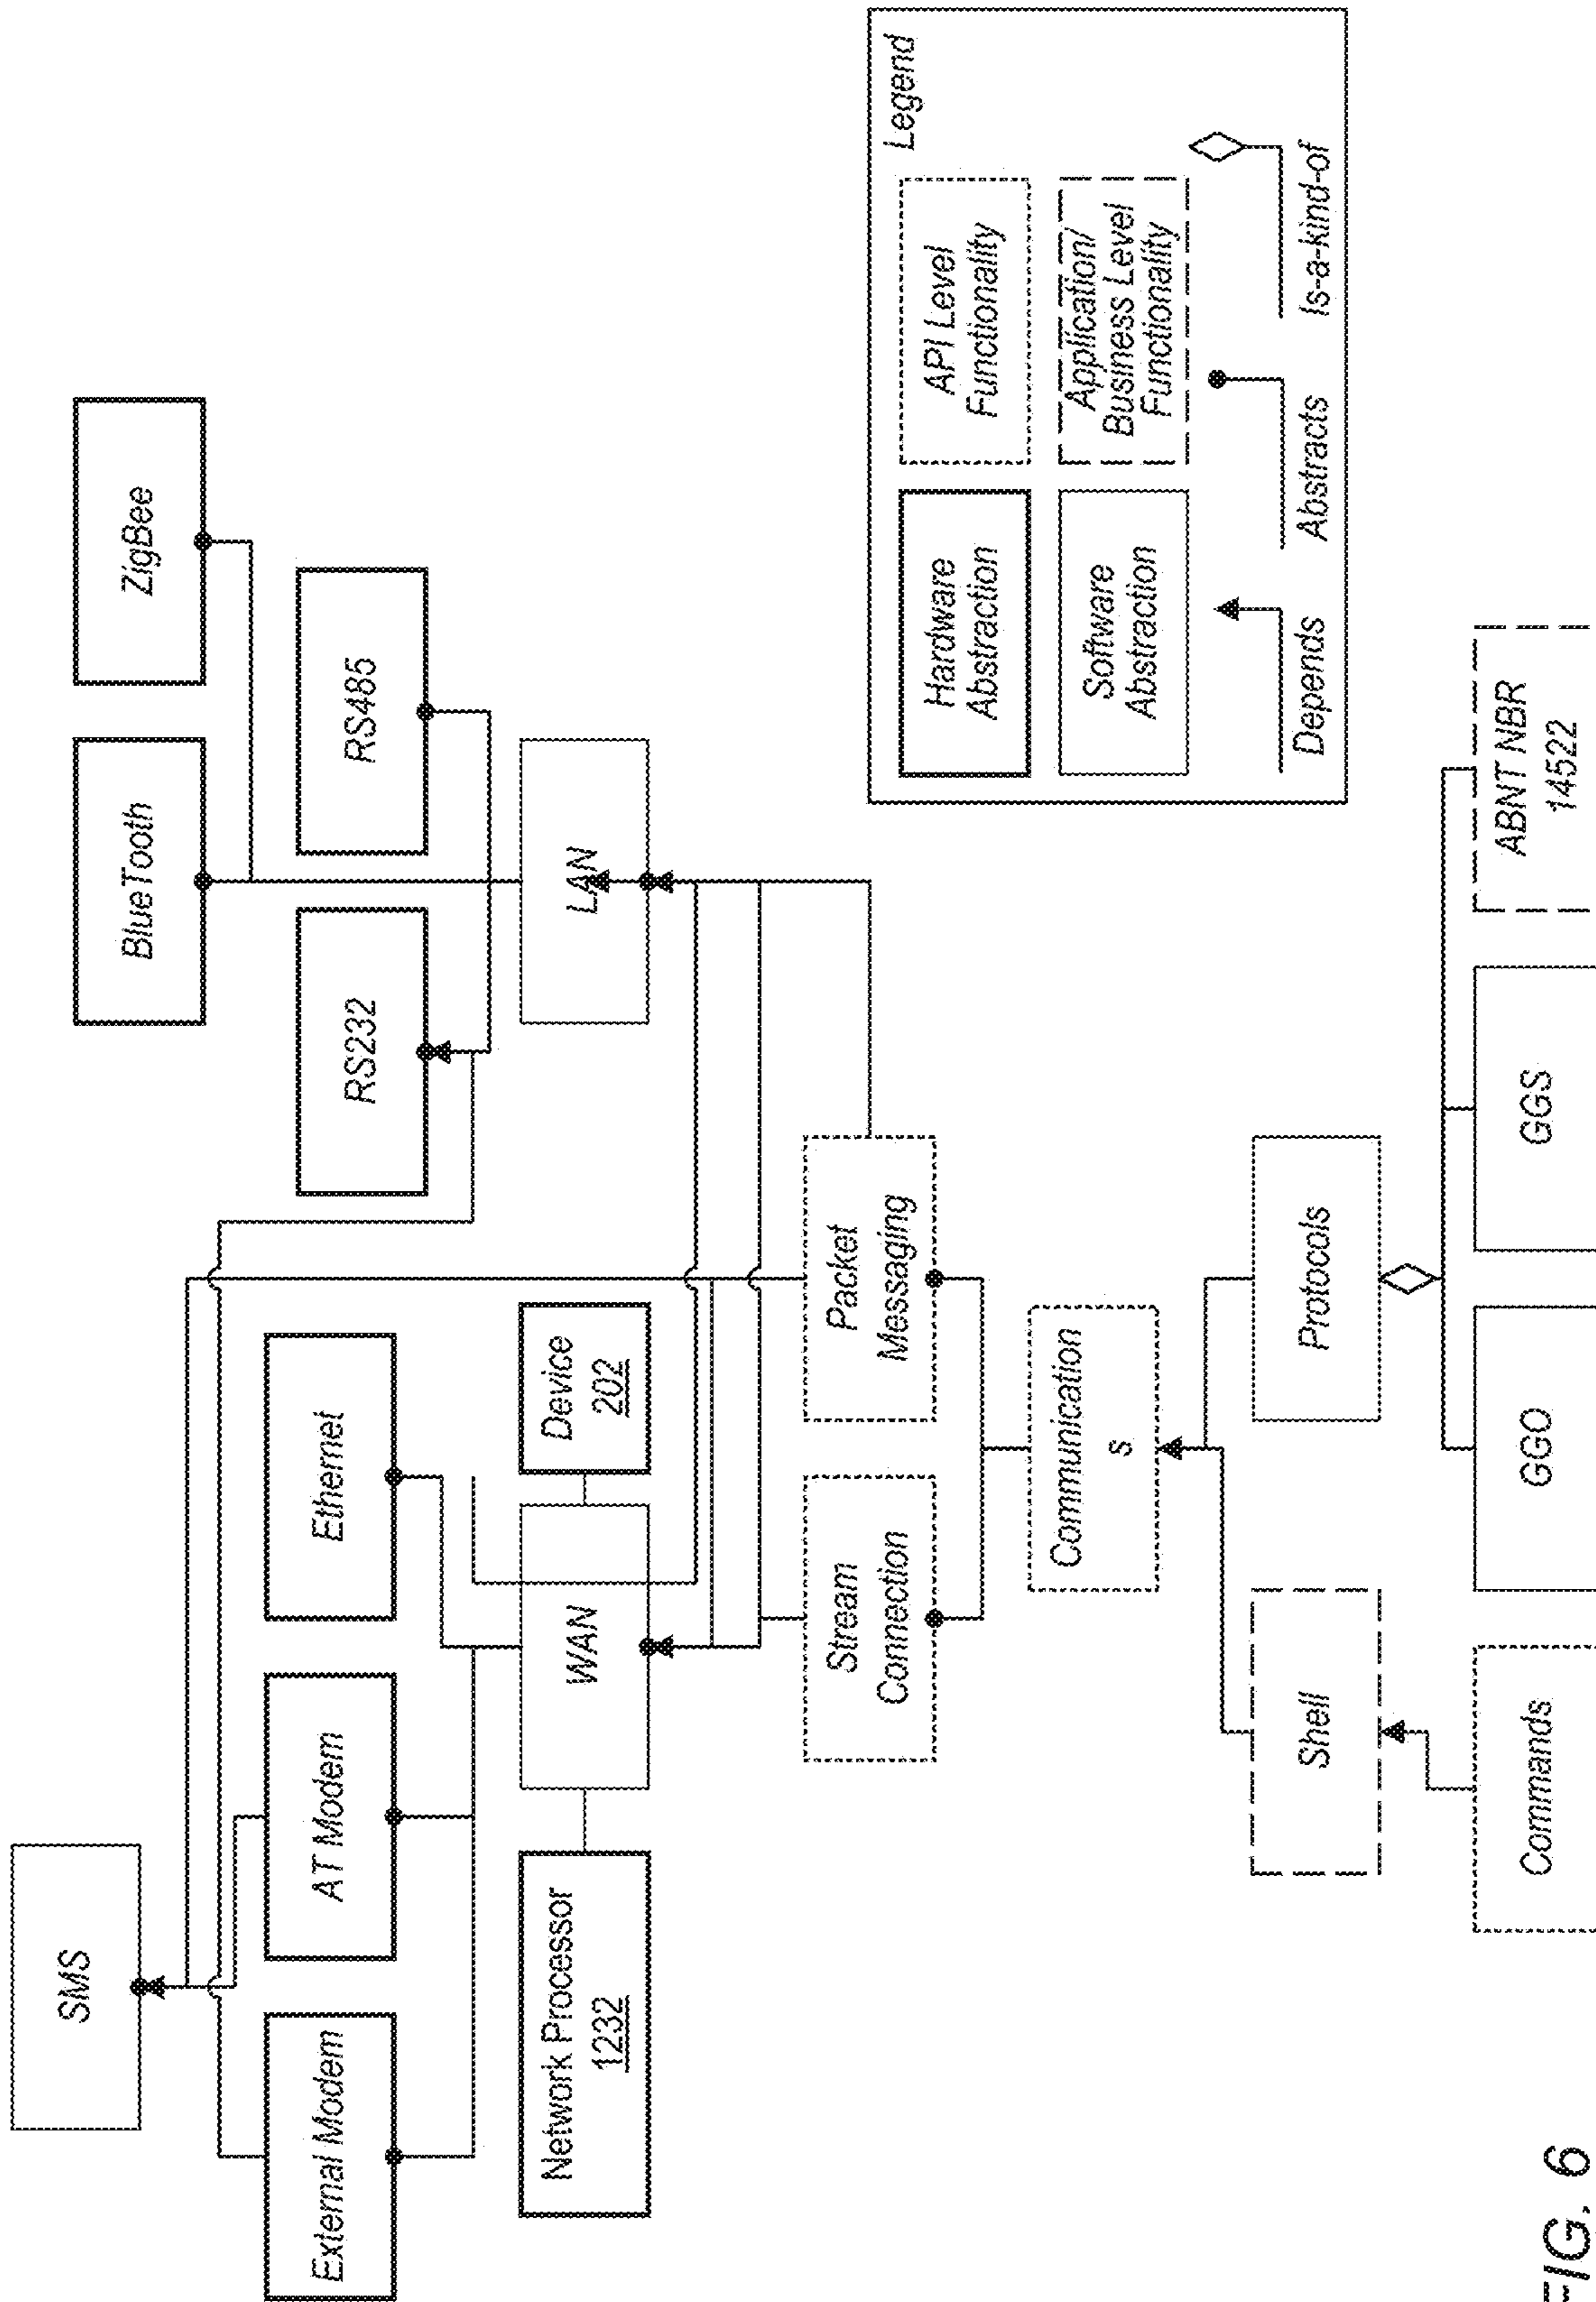 SMS
External Modem
AT Modem
Ethernet
BlueTooth
ZigBee
RS232
RS485
Network Processor
1232
WAN
Device
202
LAN
Stream
Connection
Packet
Messaging
Communication
s
Shell
Protocols
Commands
GGO
GGS
ABNT NBR
14522
Legend
Hardware
Abstraction
API Level
Functionality
Software
Abstraction
Application/
Business Level
Functionality
Depends
Abstracts
Is-a-kind-of
FIG. 6